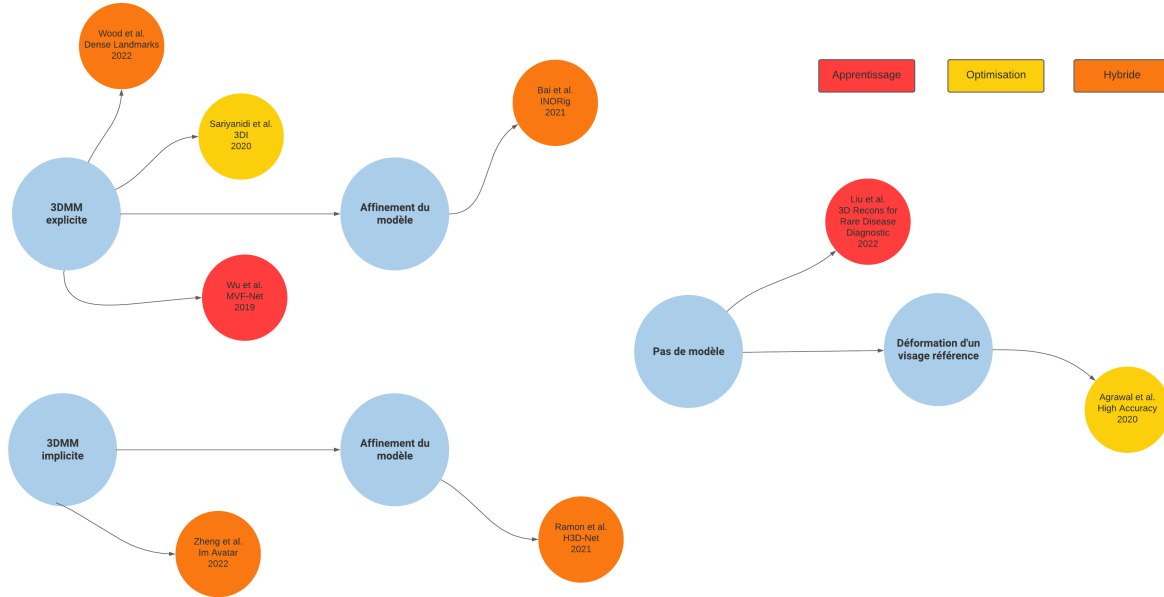 Wood et al.
Dense Landmarks
2022
Sariyanidi et al.
3DI
2020
3DMM
explicite
Affinement du
modèle
Bai et al.
INORig
2021
Wu et al.
MVF-Net
2019
3DMM
implicite
Affinement du
modèle
Zheng et al.
Im Avatar
2022
Ramon et al.
H3D-Net
2021
Apprentissage
Optimisation
Hybride
Liu et al.
3D Recons for
Rare Disease
Diagnostic
2022
Pas de modèle
Déformation d'un
visage référence
Agrawal et al.
High Accuracy
2020